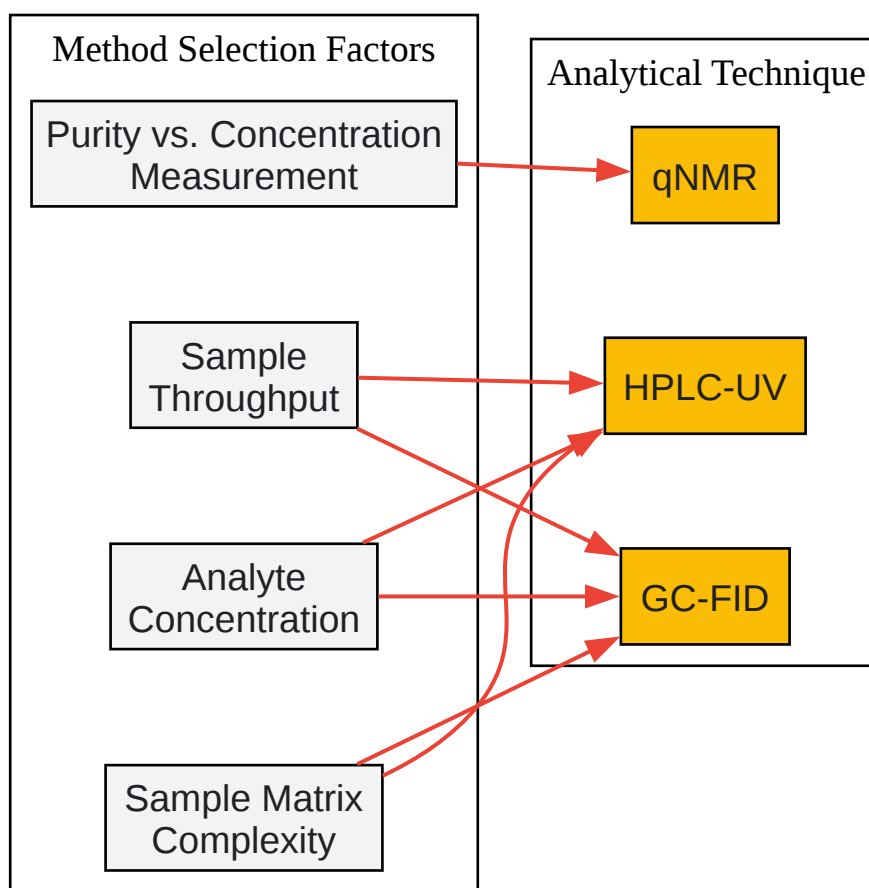 Method Selection Factors
Purity vs. Concentration
Measurement
Sample
Throughput
Analyte
Concentration
Sample Matrix
Complexity
Analytical Technique
qNMR
HPLC-UV
GC-FID